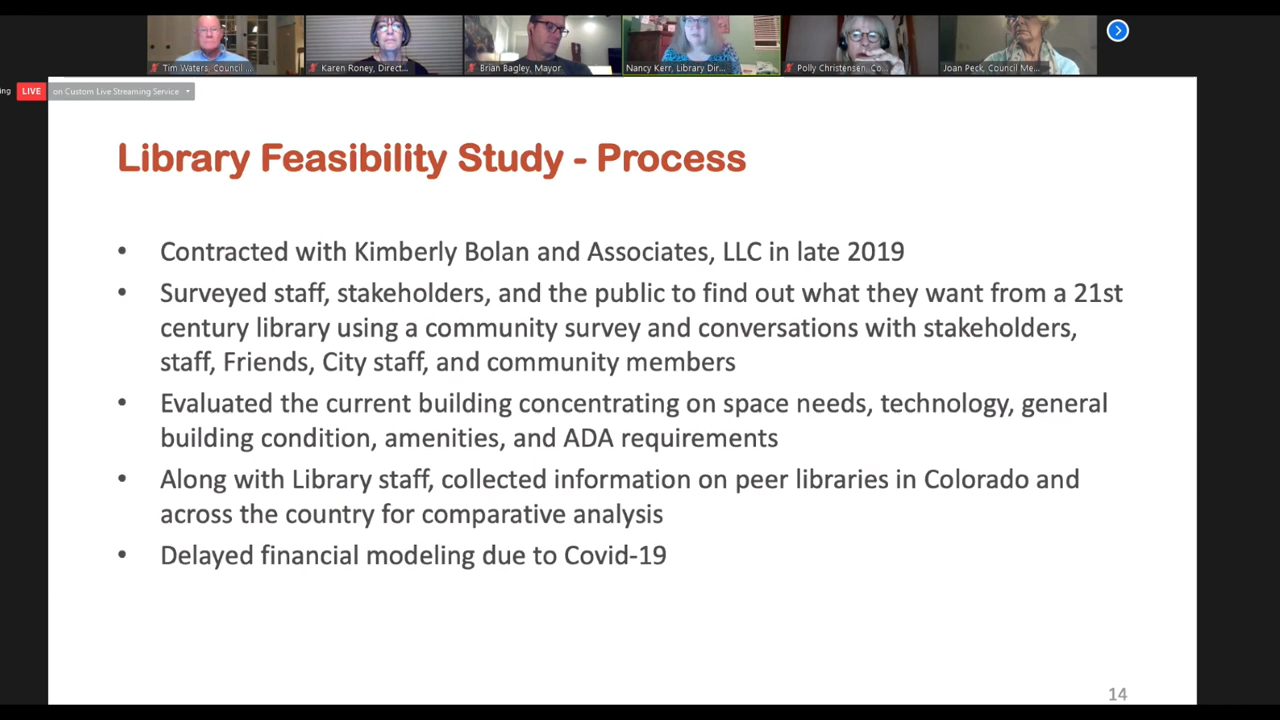 Tim Waters, Council ...
Karen Roney, Direct...
Brian Bagley, Mayor
Nancy Kerr, Library Dir...
Polly Christensen, Co...
Joan Peck, Council Me...
ing
LIVE
on Custom Live Streaming Service
Library Feasibility Study - Process
• Contracted with Kimberly Bolan and Associates, LLC in late 2019
• Surveyed staff, stakeholders, and the public to find out what they want from a 21st
century library using a community survey and conversations with stakeholders,
staff, Friends, City staff, and community members
• Evaluated the current building concentrating on space needs, technology, general
building condition, amenities, and ADA requirements
• Along with Library staff, collected information on peer libraries in Colorado and
across the country for comparative analysis
• Delayed financial modeling due to Covid-19
14